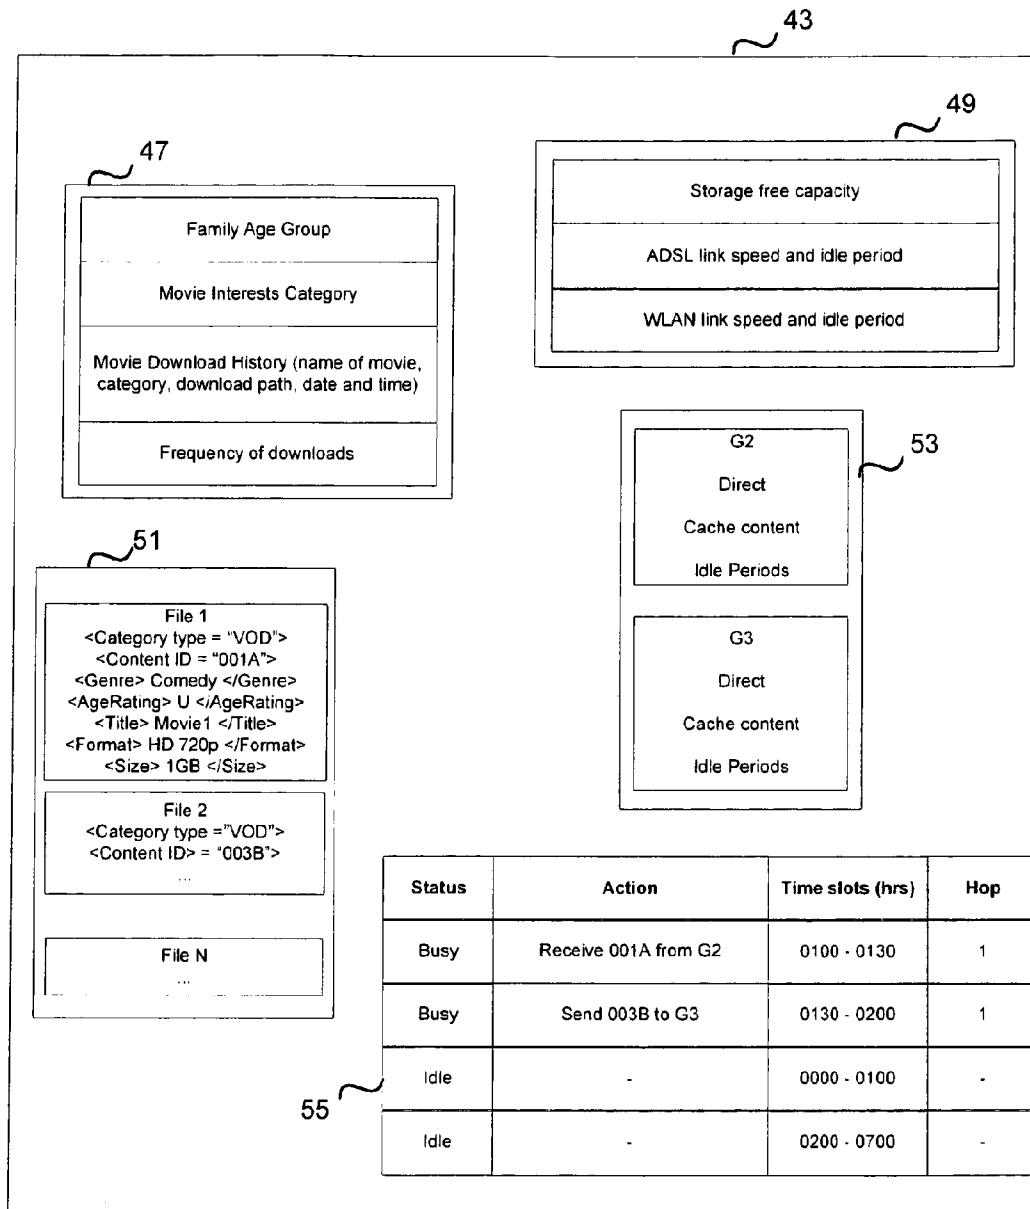 43
47
Family Age Group
Movie Interests Category
Movie Download History (name of movie,
category, download path, date and time)
Frequency of downloads
49
Storage free capacity
ADSL link speed and idle period
WLAN link speed and idle period
51
File 1
<Category type = "VOD">
<Content ID = "001A">
<Genre> Comedy </Genre>
<AgeRating> U </AgeRating>
<Title> Movie1 </Title>
<Format> HD 720p </Format>
<Size> 1GB </Size>
File 2
<Category type ="VOD">
<Content ID> = "003B">
...
File N
...
53
G2
Direct
Cache content
Idle Periods
G3
Direct
Cache content
Idle Periods
55
Status Action Time slots (hrs) Hop
Busy Receive 001A from G2 0100 - 0130 1
Busy Send 003B to G3 0130 - 0200 1
Idle - 0000 - 0100 -
Idle - 0200 - 0700 -